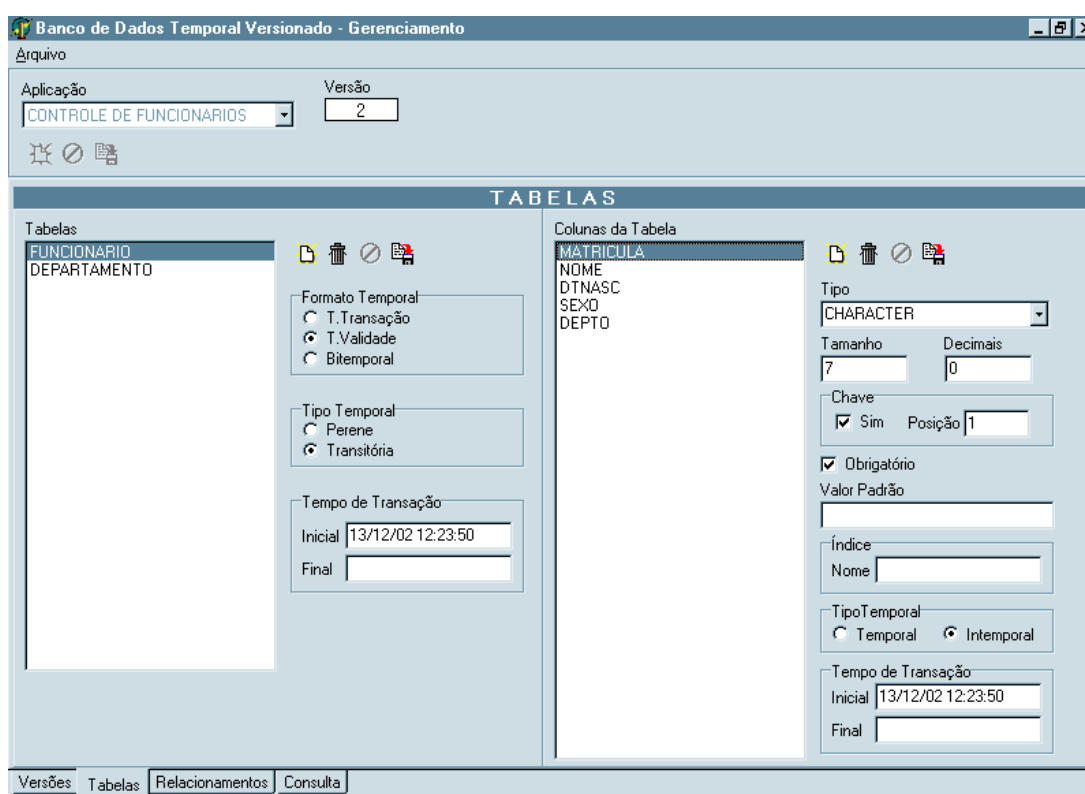 Banco de Dados Temporal Versionado - Gerenciamento
Arquivo
Aplicação
Versão
CONTROLE DE FUNCIONARIOS
2
TABELAS
Tabelas
FUNCIONARIO
DEPARTAMENTO
Formato Temporal
T.Transação
T.Validade
Bitemporal
Tipo Temporal
Perene
Transitória
Tempo de Transação
Inicial 13/12/02 12:23:50
Final
Colunas da Tabela
MATRICULA
NOME
DTNASC
SEXO
DEPTO
Tipo
CHARACTER
Tamanho Decimais
7 0
Chave
Sim Posição 1
Obrigatório
Valor Padrão
Índice
Nome
TipoTemporal
Temporal Intemporal
Tempo de Transação
Inicial 13/12/02 12:23:50
Final
Versões Tabelas Relacionamentos Consulta